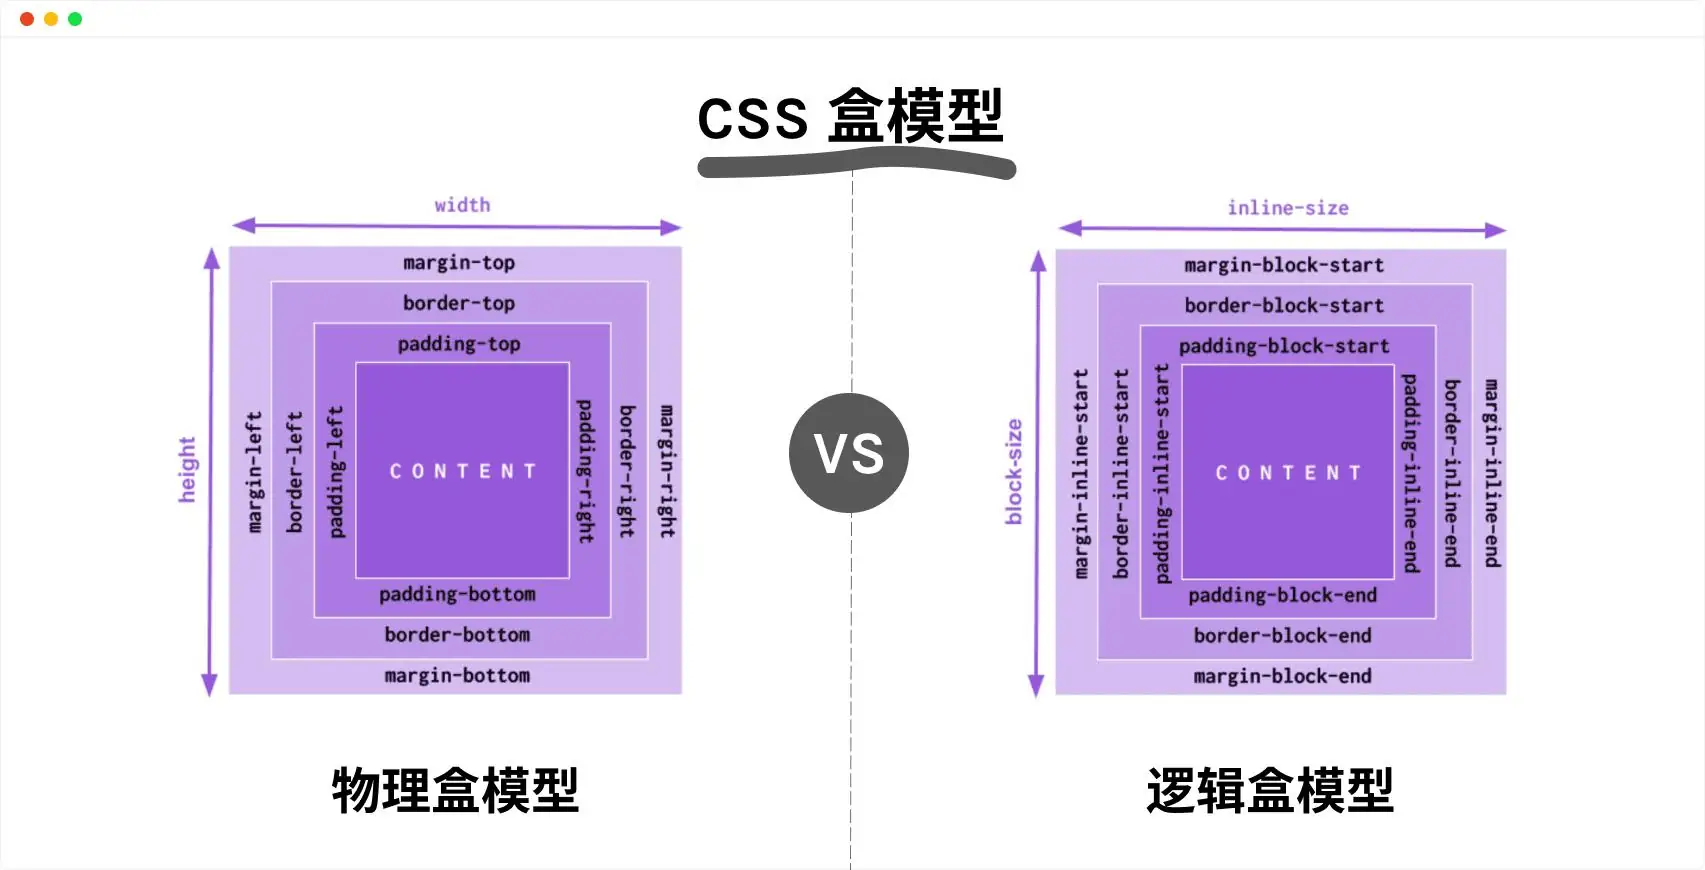 CSS 盒模型
width
height
margin-top
border-top
padding-top
margin-left
border-left
padding-left
CONTENT
padding-right
border-right
margin-right
padding-bottom
border-bottom
margin-bottom
物理盒模型
VS
inline-size
block-size
margin-block-start
border-block-start
padding-block-start
margin-inline-start
border-inline-start
padding-inline-start
CONTENT
padding-inline-end
border-inline-end
margin-inline-end
padding-block-end
border-block-end
margin-block-end
逻辑盒模型